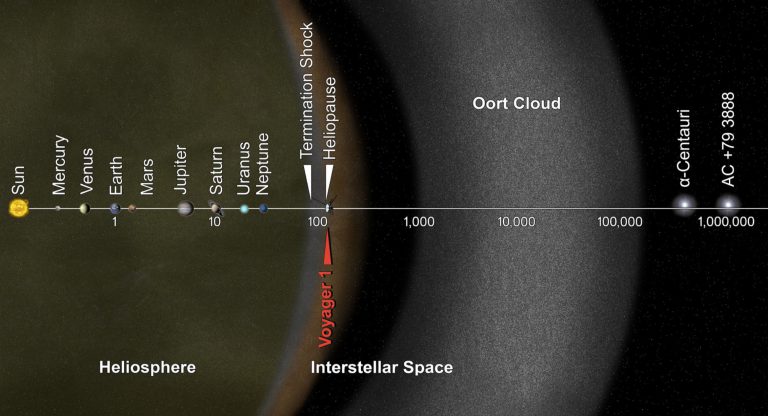 Sun
Mercury
Venus
Earth
Mars
Jupiter
Saturn
Uranus
Neptune
Termination Shock
Heliopause
Oort Cloud
α-Centauri
AC +79 3888
1
10
100
1,000
10.000
100,000
1,000,000
Voyager 1
Heliosphere
Interstellar Space